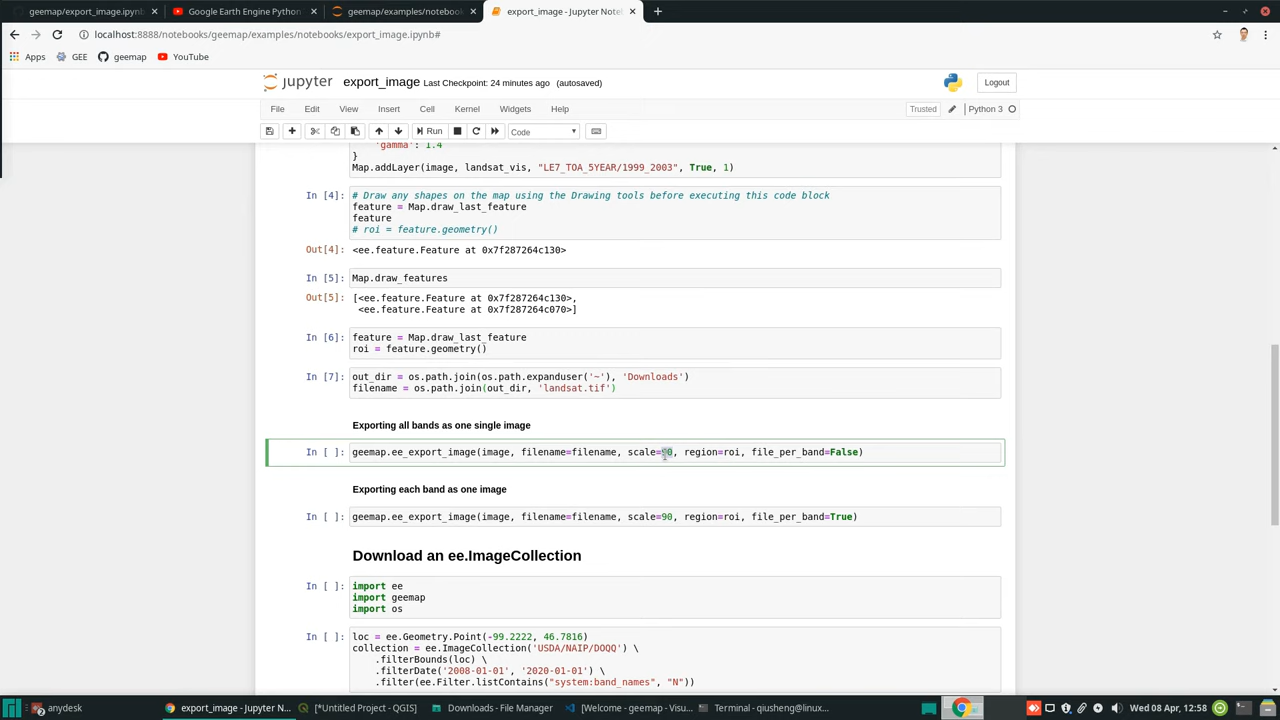 geemap/export_image.ipynb
Google Earth Engine Python
geemap/examples/notebook
export_image - Jupyter Note
localhost:8888/notebooks/geemap/examples/notebooks/export_image.ipynb#
Apps GEE geemap YouTube
jupyter export_image Last Checkpoint: 24 minutes ago (autosaved)
Logout
File Edit View Insert Cell Kernel Widgets Help
Trusted Python 3
Run Code
'gamma': 1.4
}
Map.addLayer(image, landsat_vis, "LE7_TOA_5YEAR/1999_2003", True, 1)
In [4]: # Draw any shapes on the map using the Drawing tools before executing this code block
feature = Map.draw_last_feature
feature
# roi = feature.geometry()
Out[4]: <ee.feature.Feature at 0x7f287264c130>
In [5]: Map.draw_features
Out[5]: [<ee.feature.Feature at 0x7f287264c130>,
<ee.feature.Feature at 0x7f287264c070>]
In [6]: feature = Map.draw_last_feature
roi = feature.geometry()
In [7]: out_dir = os.path.join(os.path.expanduser('~'), 'Downloads')
filename = os.path.join(out_dir, 'landsat.tif')
Exporting all bands as one single image
In [ ]: geemap.ee_export_image(image, filename=filename, scale=90, region=roi, file_per_band=False)
Exporting each band as one image
In [ ]: geemap.ee_export_image(image, filename=filename, scale=90, region=roi, file_per_band=True)
Download an ee.ImageCollection
In [ ]: import ee
import geemap
import os
In [ ]: loc = ee.Geometry.Point(-99.2222, 46.7816)
collection = ee.ImageCollection('USDA/NAIP/DOQQ') \
.filterBounds(loc) \
.filterDate('2008-01-01', '2020-01-01') \
.filter(ee.Filter.listContains("system:band_names", "N"))
anydesk
export_image - Jupyter N...
[*Untitled Project - QGIS]
Downloads - File Manager
[Welcome - geemap - Visu...
Terminal - qiusheng@linux...
Wed 08 Apr, 12:58